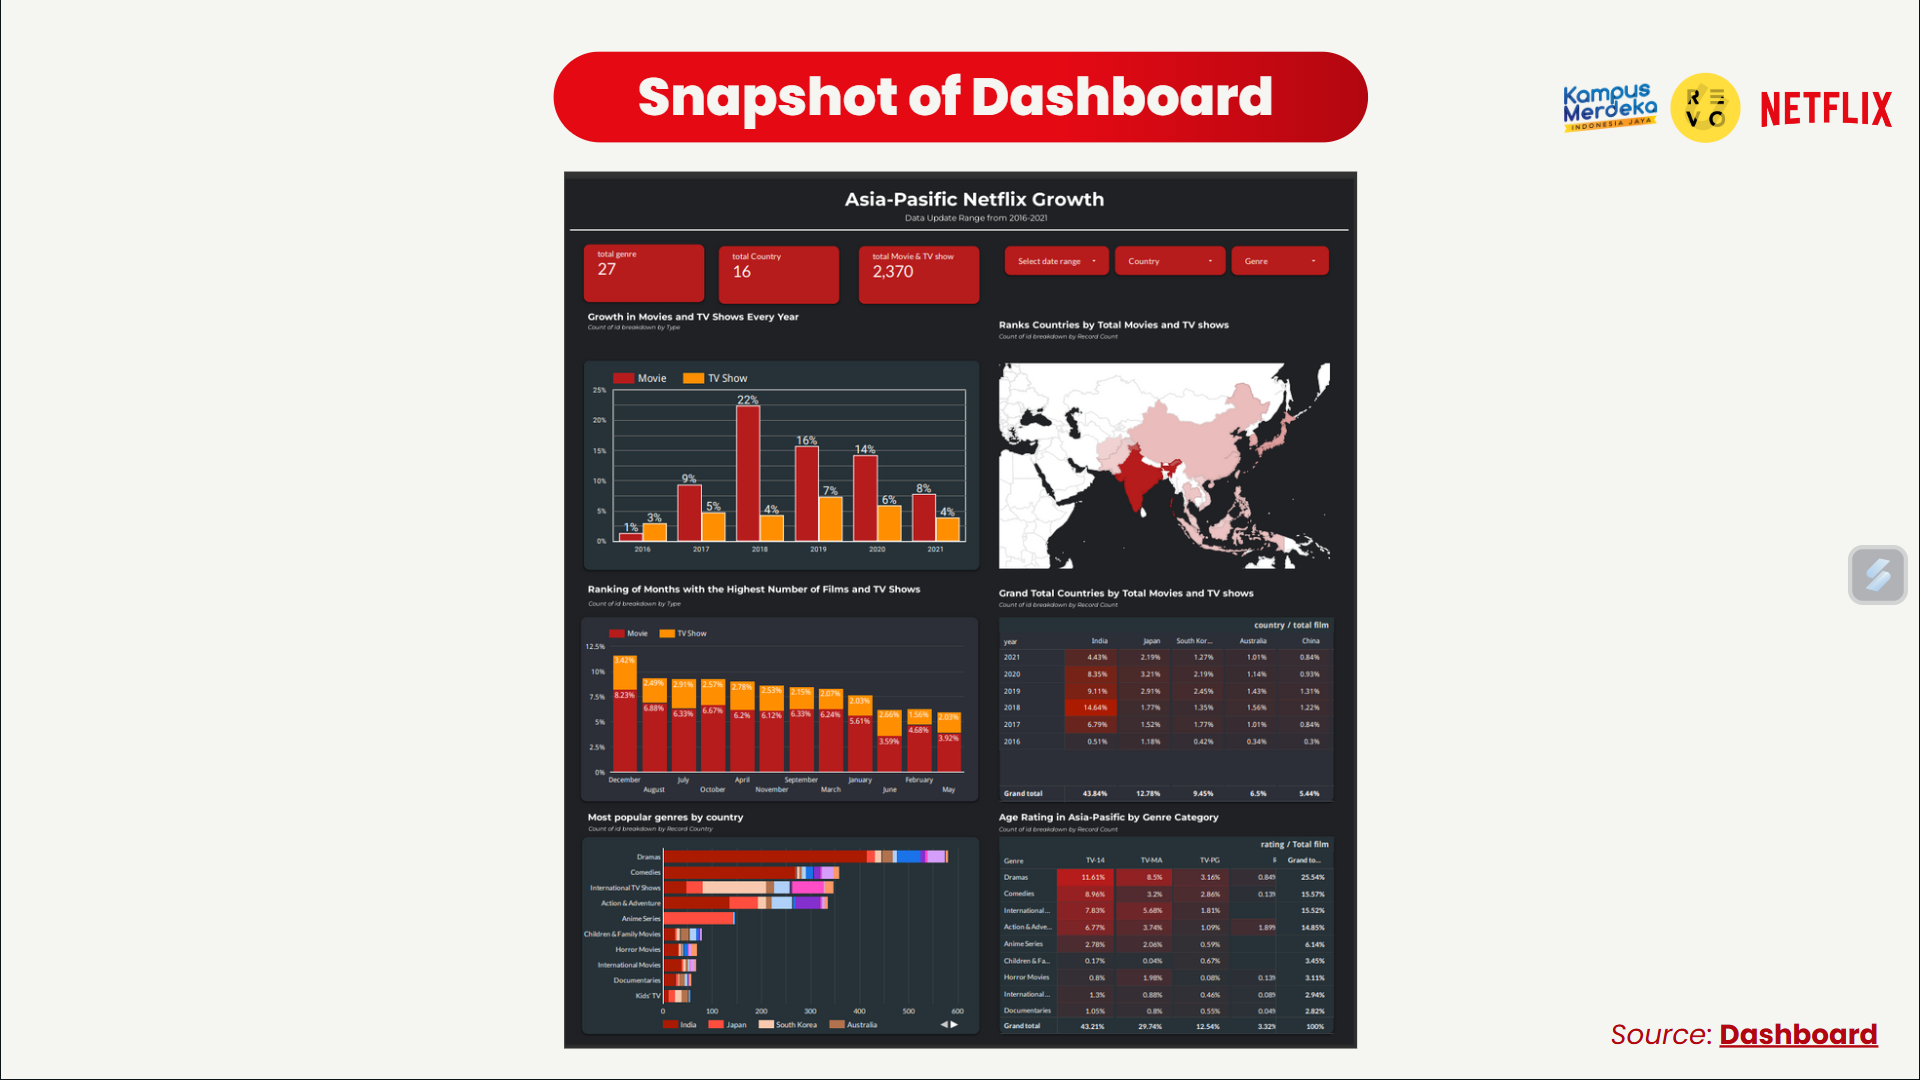 Snapshot of Dashboard
Kampus
Merdeka
INDONESIA JAYA
R E
V O
NETFLIX
Asia-Pasific Netflix Growth
Data Update Range from 2016-2021
total genre
27
total Country
16
total Movie & TV show
2,370
Select date range
Country
Genre
Growth in Movies and TV Shows Every Year
Count of id breakdown by Type
Movie TV Show
25%
20%
15%
10%
5%
0%
1% 3% 9% 5% 22% 4% 16% 7% 14% 6% 8% 4%
2016 2017 2018 2019 2020 2021
Ranks Countries by Total Movies and TV shows
Count of id breakdown by Record Count
Ranking of Months with the Highest Number of Films and TV Shows
Count of id breakdown by Type
Movie TV Show
12.5%
10%
7.5%
5%
2.5%
0%
3.42% 2.49% 2.91% 2.57% 2.78% 2.53% 2.15% 2.07% 2.03% 2.66% 1.56% 2.03%
8.23% 6.88% 6.33% 6.67% 6.2% 6.12% 6.33% 6.24% 5.61% 3.59% 4.68% 3.92%
December July April September January February
August October November March June May
Grand Total Countries by Total Movies and TV shows
Count of id breakdown by Record Count
country / total film
year India Japan South Kor... Australia China
2021 4.43% 2.19% 1.27% 1.01% 0.84%
2020 8.35% 3.21% 2.19% 1.14% 0.93%
2019 9.11% 2.91% 2.45% 1.43% 1.31%
2018 14.64% 1.77% 1.35% 1.56% 1.22%
2017 6.79% 1.52% 1.77% 1.01% 0.84%
2016 0.51% 1.18% 0.42% 0.34% 0.3%
Grand total 43.84% 12.78% 9.45% 6.5% 5.44%
Most popular genres by country
Count of id breakdown by Record Country
Dramas
Comedies
International TV Shows
Action & Adventure
Anime Series
Children & Family Movies
Horror Movies
International Movies
Documentaries
Kids' TV
0 100 200 300 400 500 600
India Japan South Korea Australia
Age Rating in Asia-Pasific by Genre Category
Count of id breakdown by Record Count
rating / Total film
Genre TV-14 TV-MA TV-PG Grand to...
Dramas 11.61% 8.5% 3.16% 0.849 25.54%
Comedies 8.96% 3.2% 2.86% 0.139 15.57%
International... 7.83% 5.68% 1.81% 15.52%
Action & Adve... 6.77% 3.74% 1.09% 1.899 14.85%
Anime Series 2.78% 2.06% 0.59% 6.14%
Children & Fa... 0.17% 0.04% 0.67% 3.45%
Horror Movies 0.8% 1.98% 0.08% 0.139 3.11%
International... 1.3% 0.88% 0.46% 0.089 2.94%
Documentaries 1.05% 0.8% 0.55% 0.049 2.82%
Grand total 43.21% 29.74% 12.54% 3.329 100%
Source: Dashboard